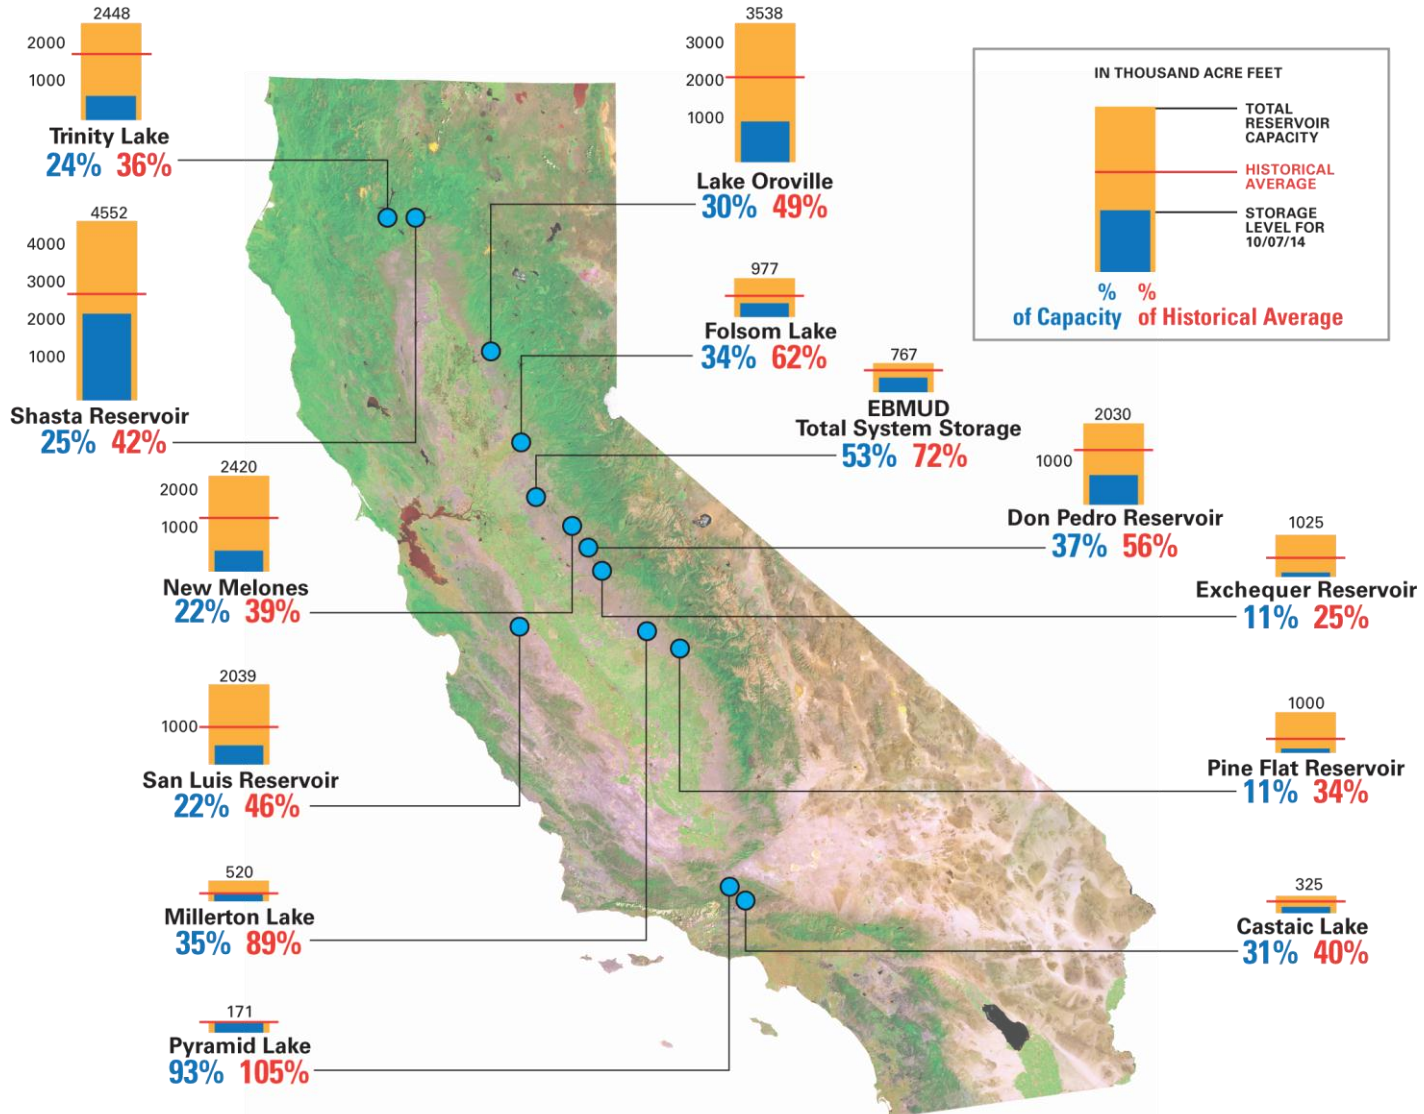 2448
2000
1000
Trinity Lake
24% 36%
4552
4000
3000
2000
1000
Shasta Reservoir
25% 42%
2420
2000
1000
New Melones
22% 39%
2039
1000
San Luis Reservoir
22% 46%
520
Millerton Lake
35% 89%
171
Pyramid Lake
93% 105%
3538
3000
2000
1000
Lake Oroville
30% 49%
977
Folsom Lake
34% 62%
767
EBMUD
Total System Storage
53% 72%
2030
1000
Don Pedro Reservoir
37% 56%
1025
Exchequer Reservoir
11% 25%
1000
Pine Flat Reservoir
11% 34%
325
Castaic Lake
31% 40%
IN THOUSAND ACRE FEET
TOTAL
RESERVOIR
CAPACITY
HISTORICAL
AVERAGE
STORAGE
LEVEL FOR
10/07/14
% %
of Capacity of Historical Average